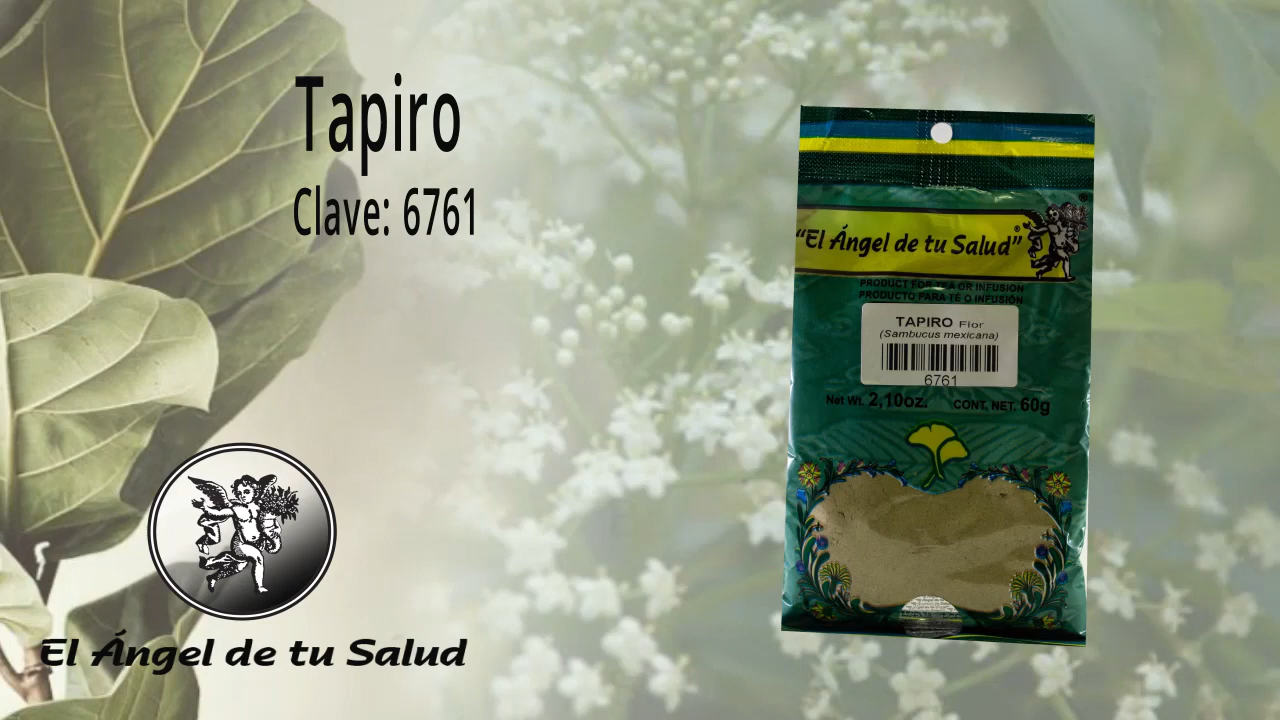 Tapiro
Clave: 6761
El Ángel de tu Salud
“El Ángel de tu Salud”®
PRODUCT FOR TEA OR INFUSION
PRODUCTO PARA TÉ O INFUSIÓN
TAPIRO Flor
(Sambucus mexicana)
6761
Net Wt. 2,10oz. CONT. NET. 60g